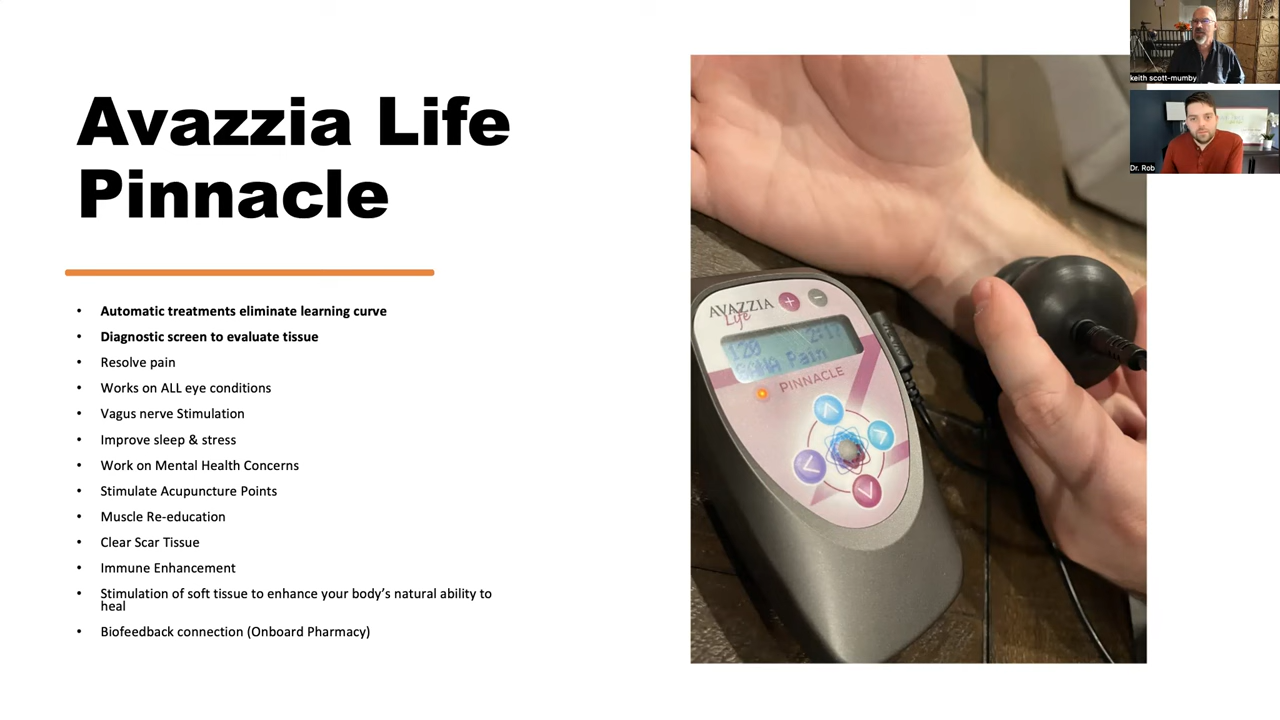 Avazzia Life
Pinnacle
• Automatic treatments eliminate learning curve
• Diagnostic screen to evaluate tissue
• Resolve pain
• Works on ALL eye conditions
• Vagus nerve Stimulation
• Improve sleep & stress
• Work on Mental Health Concerns
• Stimulate Acupuncture Points
• Muscle Re-education
• Clear Scar Tissue
• Immune Enhancement
• Stimulation of soft tissue to enhance your body’s natural ability to
heal
• Biofeedback connection (Onboard Pharmacy)
AVAZZIA
Life
120
Pain
PINNACLE
keith scott-mumby
Dr. Rob